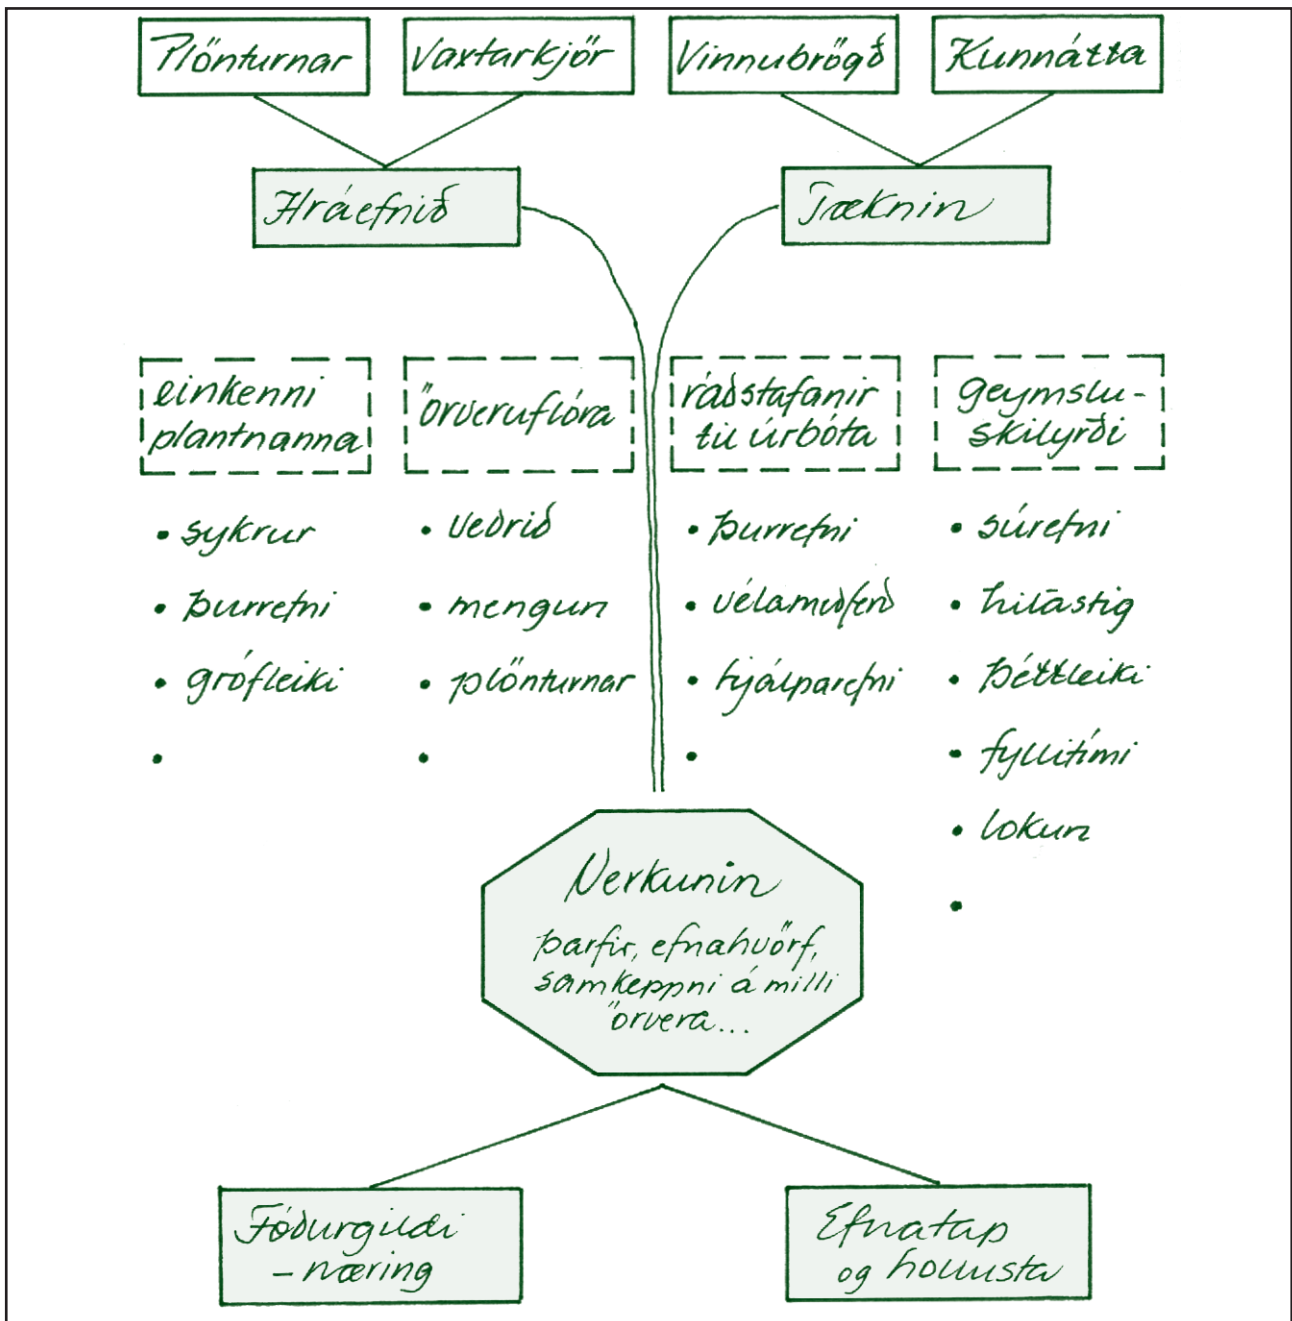 Plönturnar
Vaxtarkjör
Vinnubrögð
Kunnátta
Hráefnið
Tæknin
einkenni
plantnanna
örveruflóra
ráðstafanir
til úrbóta
geymslu-
skilyrði
• sykrur
• þurrefni
• grófleiki
•
• veðrið
• mengun
• plönturnar
•
• þurrefni
• vélameðferð
• hjálparefni
•
• súrefni
• hitastig
• þéttleiki
• fyllitími
• lokun
•
Verkunin
þarfir, efnahvörf,
samkeppni á milli
örvera...
Fóðurgildi
– næring
Efnatap
og hollusta